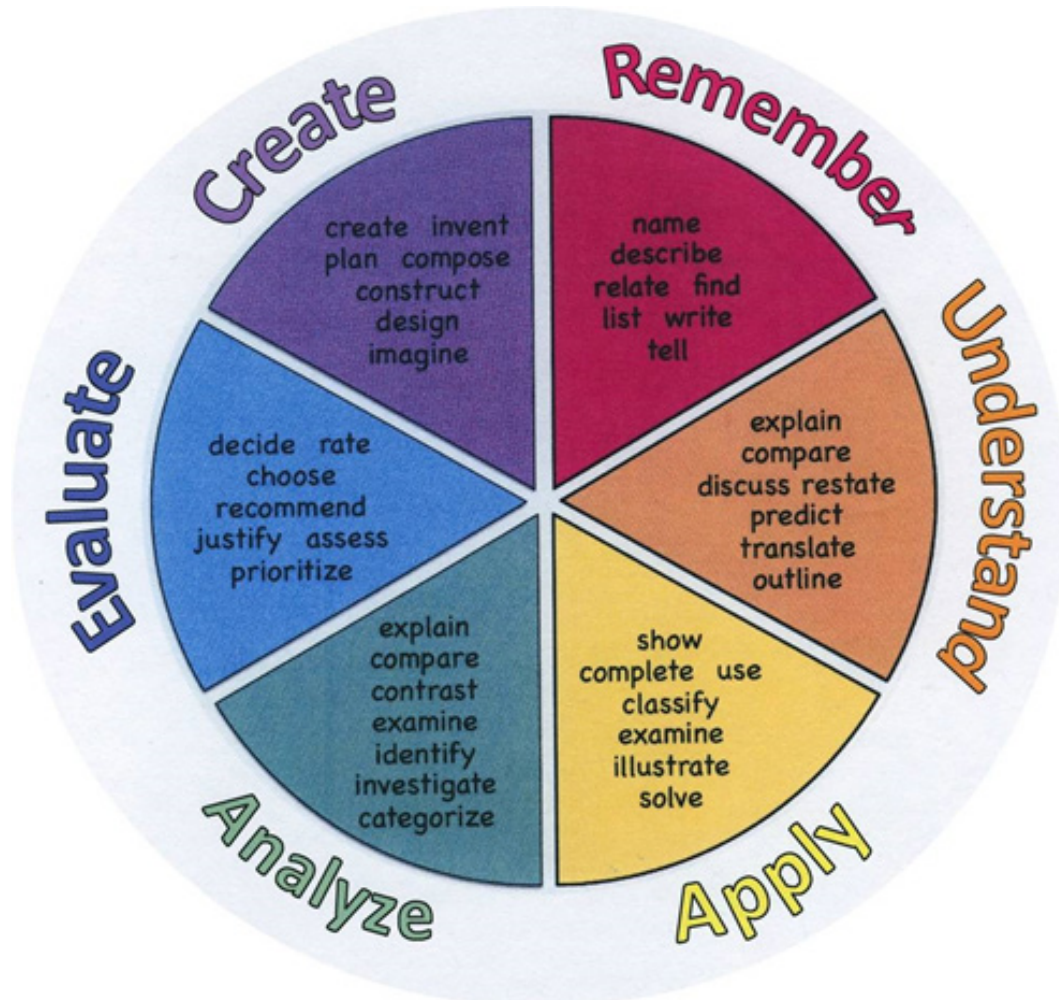 Remember
name
describe
relate find
list write
tell
Understand
explain
compare
discuss restate
predict
translate
outline
Apply
show
complete use
classify
examine
illustrate
solve
Analyze
explain
compare
contrast
examine
identify
investigate
categorize
Evaluate
decide rate
choose
recommend
justify assess
prioritize
Create
create invent
plan compose
construct
design
imagine